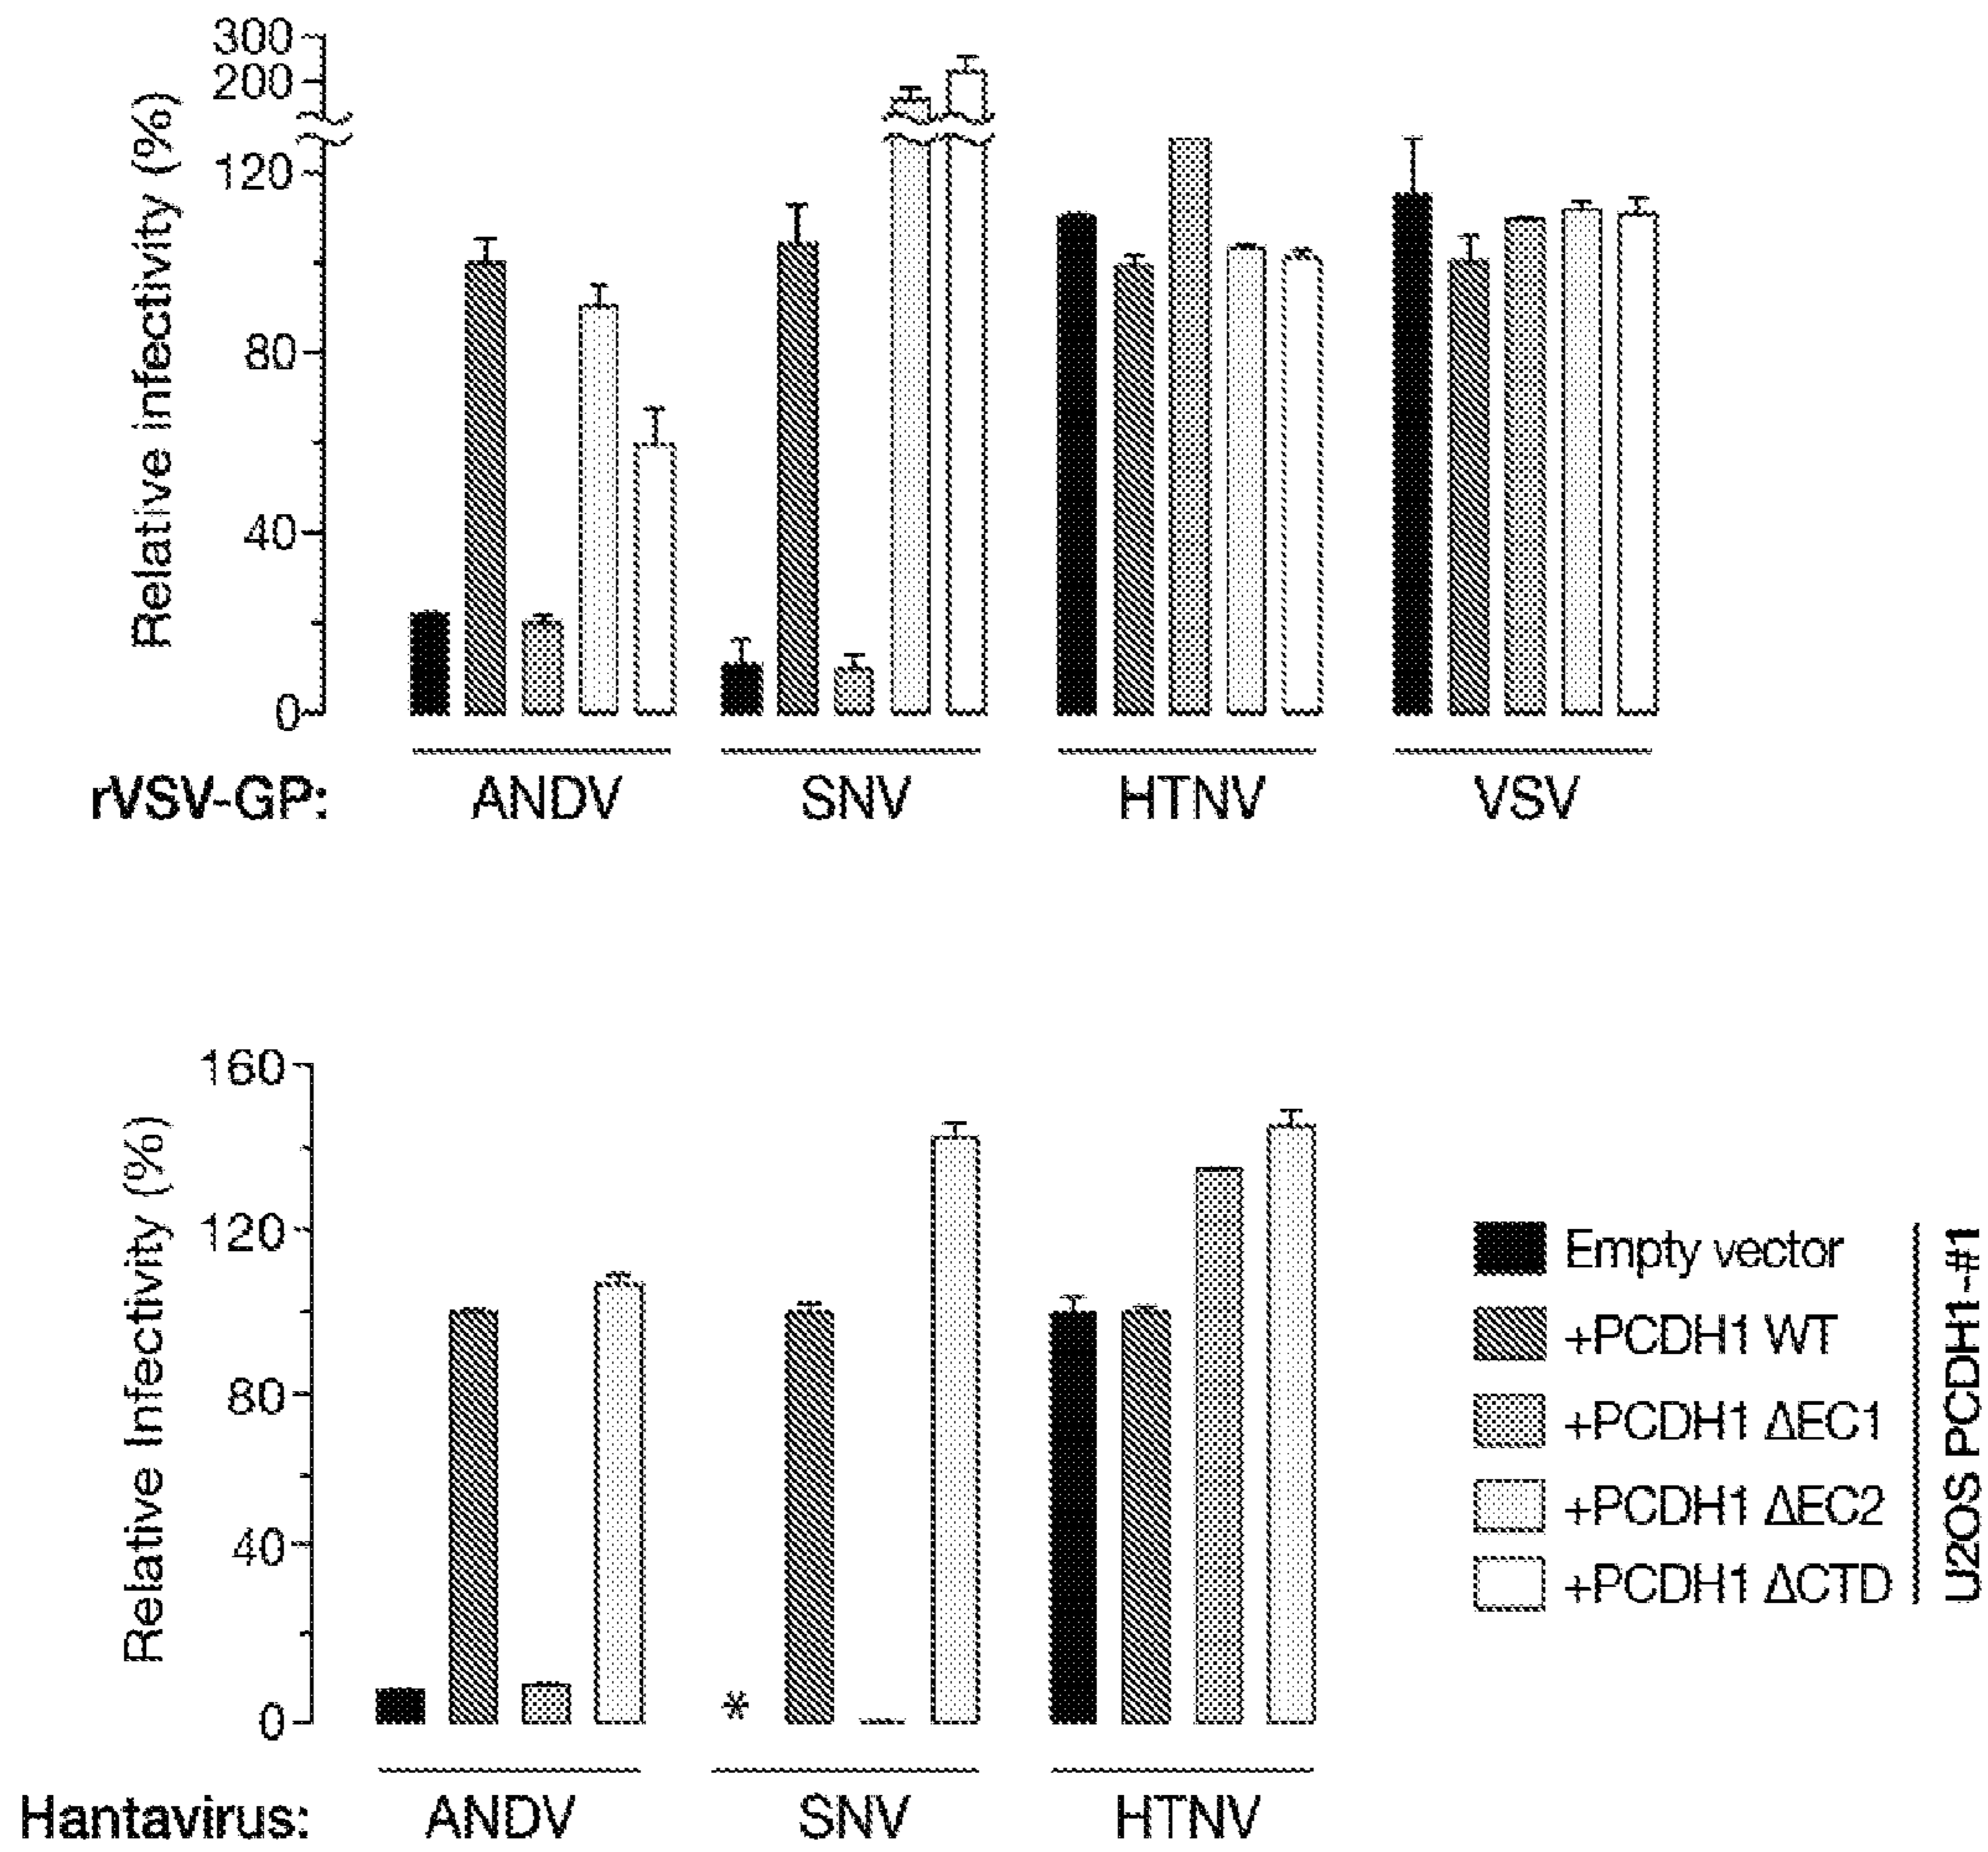 Relative infectivity (%)
300
200
120
80
40
0
rVSV-GP: ANDV SNV HTNV VSV
Relative Infectivity (%)
160
120
80
40
0
*
Hantavirus: ANDV SNV HTNV
Empty vector
+PCDH1 WT
+PCDH1 ΔEC1
+PCDH1 ΔEC2
+PCDH1 ΔCTD
U2OS PCDH1-#1